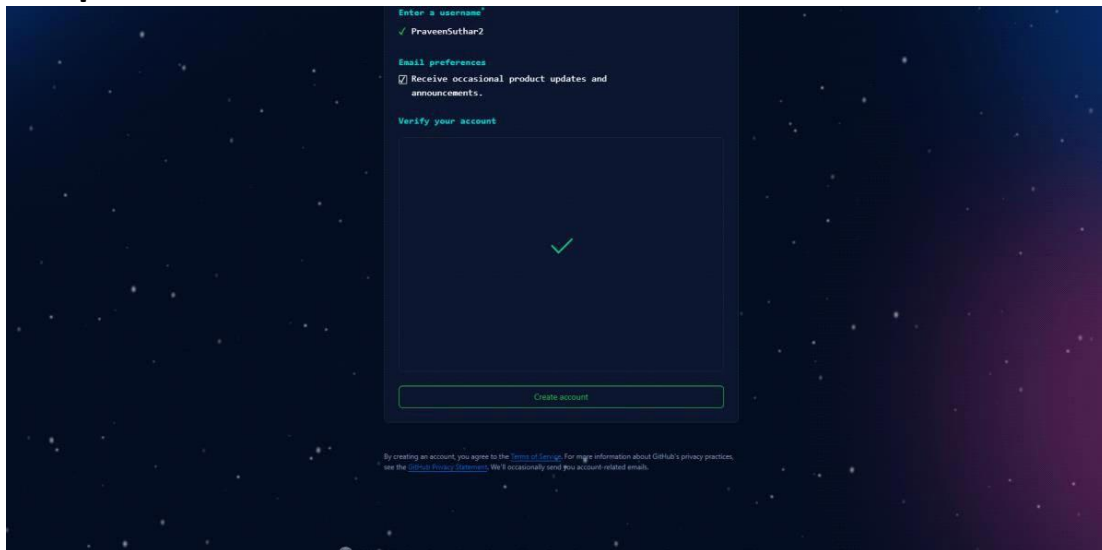 Enter a username*
✓ PraveenSuthar2
Email preferences
☑ Receive occasional product updates and
announcements.
Verify your account
Create account
By creating an account, you agree to the Terms of Service. For more information about GitHub's privacy practices,
see the GitHub Privacy Statement. We'll occasionally send you account-related emails.